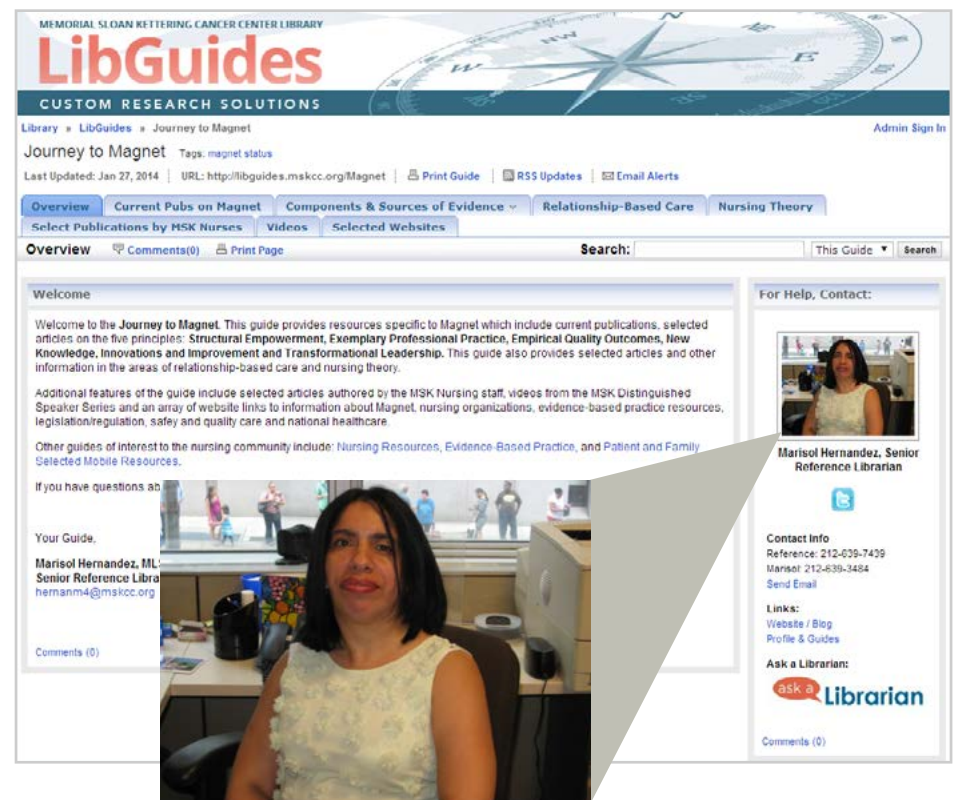 MEMORIAL SLOAN KETTERING CANCER CENTER LIBRARY
LibGuides
CUSTOM RESEARCH SOLUTIONS
NW
N
W
E
Library » LibGuides » Journey to Magnet
Admin Sign In
Journey to Magnet Tags: magnet status
Last Updated: Jan 27, 2014 | URL: http://libguides.mskcc.org/Magnet | Print Guide | RSS Updates | Email Alerts
Overview Current Pubs on Magnet Components & Sources of Evidence Relationship-Based Care Nursing Theory
Select Publications by MSK Nurses Videos Selected Websites
Overview Comments(0) Print Page Search: This Guide ▼ Search
Welcome
Welcome to the Journey to Magnet. This guide provides resources specific to Magnet which include current publications, selected
articles on the five principles: Structural Empowerment, Exemplary Professional Practice, Empirical Quality Outcomes, New
Knowledge, Innovations and Improvement and Transformational Leadership. This guide also provides selected articles and other
information in the areas of relationship-based care and nursing theory.
Additional features of the guide include selected articles authored by the MSK Nursing staff, videos from the MSK Distinguished
Speaker Series and an array of website links to information about Magnet, nursing organizations, evidence-based practice resources,
legislation/regulation, safey and quality care and national healthcare.
Other guides of interest to the nursing community include: Nursing Resources, Evidence-Based Practice, and Patient and Family
Selected Mobile Resources.
If you have questions ab
Your Guide,
Marisol Hernandez, ML
Senior Reference Libra
hernanm4@mskcc.org
Comments (0)
For Help, Contact:
Marisol Hernandez, Senior
Reference Librarian
Contact Info
Reference: 212-639-7439
Marisol: 212-639-3484
Send Email
Links:
Website / Blog
Profile & Guides
Ask a Librarian:
ask a Librarian
Comments (0)